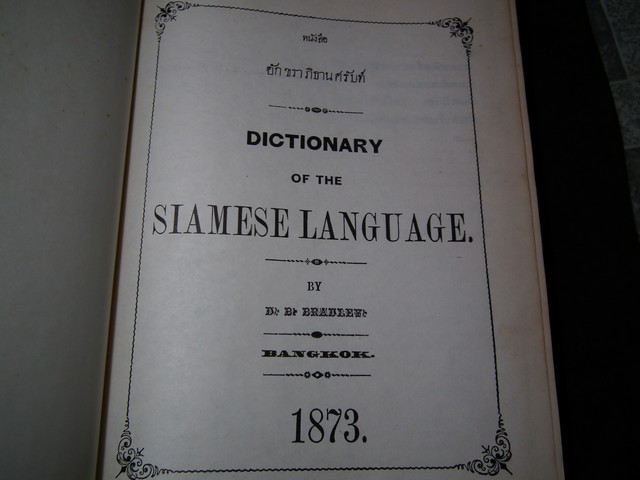 หนังสือ
อักขราภิธานศรับท์
DICTIONARY
OF THE
SIAMESE LANGUAGE.
BY
D. B. BRADLEY.
BANGKOK.
1873.